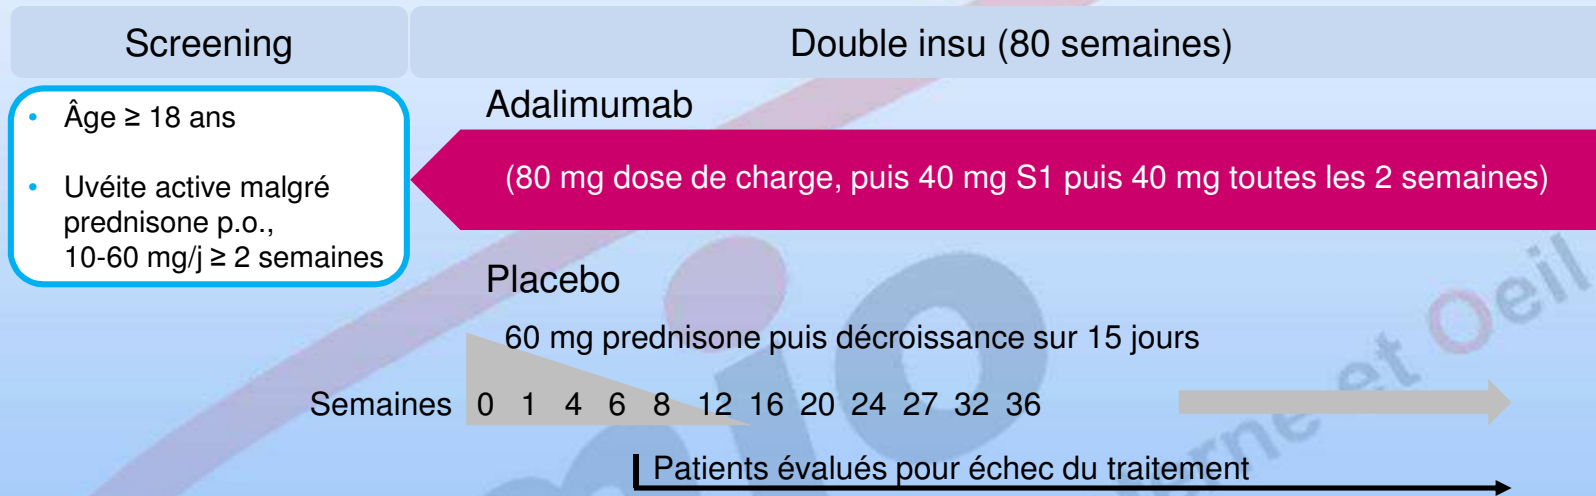 Screening
Double insu (80 semaines)
• Âge ≥ 18 ans
• Uvéite active malgré
prednisone p.o.,
10-60 mg/j ≥ 2 semaines
Adalimumab
(80 mg dose de charge, puis 40 mg S1 puis 40 mg toutes les 2 semaines)
Placebo
60 mg prednisone puis décroissance sur 15 jours
Semaines 0 1 4 6 8 12 16 20 24 27 32 36
Patients évalués pour échec du traitement
et Oeil